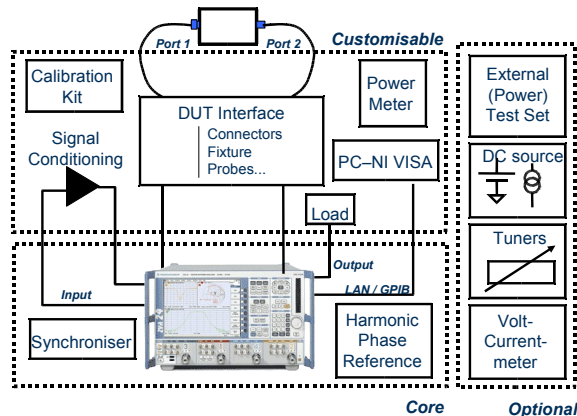 Port 1
Port 2
Customisable
Calibration
Kit
Power
Meter
External
(Power)
Test Set
DUT Interface
Connectors
Fixture
Probes...
Signal
Conditioning
PC–NI VISA
DC source
Load
Tuners
Output
Input
LAN / GPIB
Synchroniser
Harmonic
Phase
Reference
Volt-
Current-
meter
Core
Optional